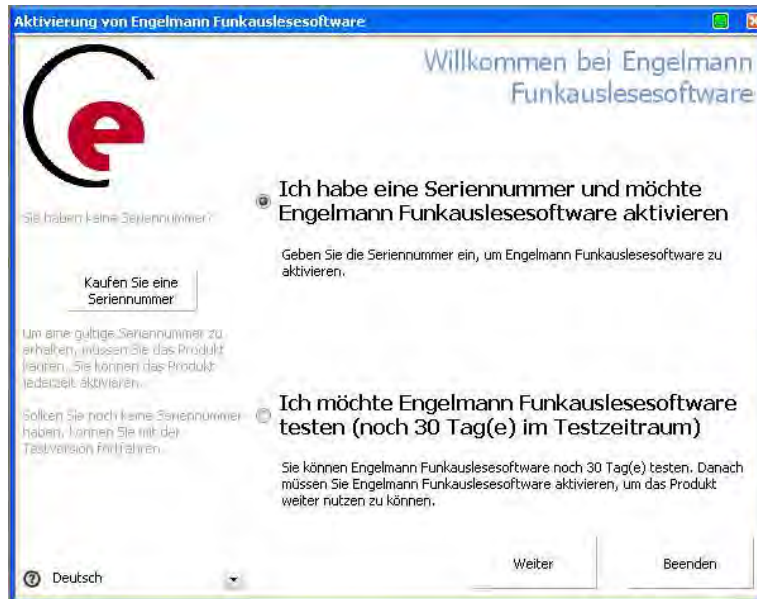 Aktivierung von Engelmann Funkauslesesoftware
Willkommen bei Engelmann
Funkauslesesoftware
e
Sie haben keine Seriennummer?
Kaufen Sie eine
Seriennummer
Um eine gültige Seriennummer zu
erhalten, müssen Sie das Produkt
kaufen. Sie können das Produkt
jederzeit aktivieren.
Sollten Sie noch keine Seriennummer
haben, können Sie mit der
Testversion fortfahren.
Ich habe eine Seriennummer und möchte
Engelmann Funkauslesesoftware aktivieren
Geben Sie die Seriennummer ein, um Engelmann Funkauslesesoftware zu
aktivieren.
Ich möchte Engelmann Funkauslesesoftware
testen (noch 30 Tag(e) im Testzeitraum)
Sie können Engelmann Funkauslesesoftware noch 30 Tag(e) testen. Danach
müssen Sie Engelmann Funkauslesesoftware aktivieren, um das Produkt
weiter nutzen zu können.
? Deutsch
Weiter
Beenden